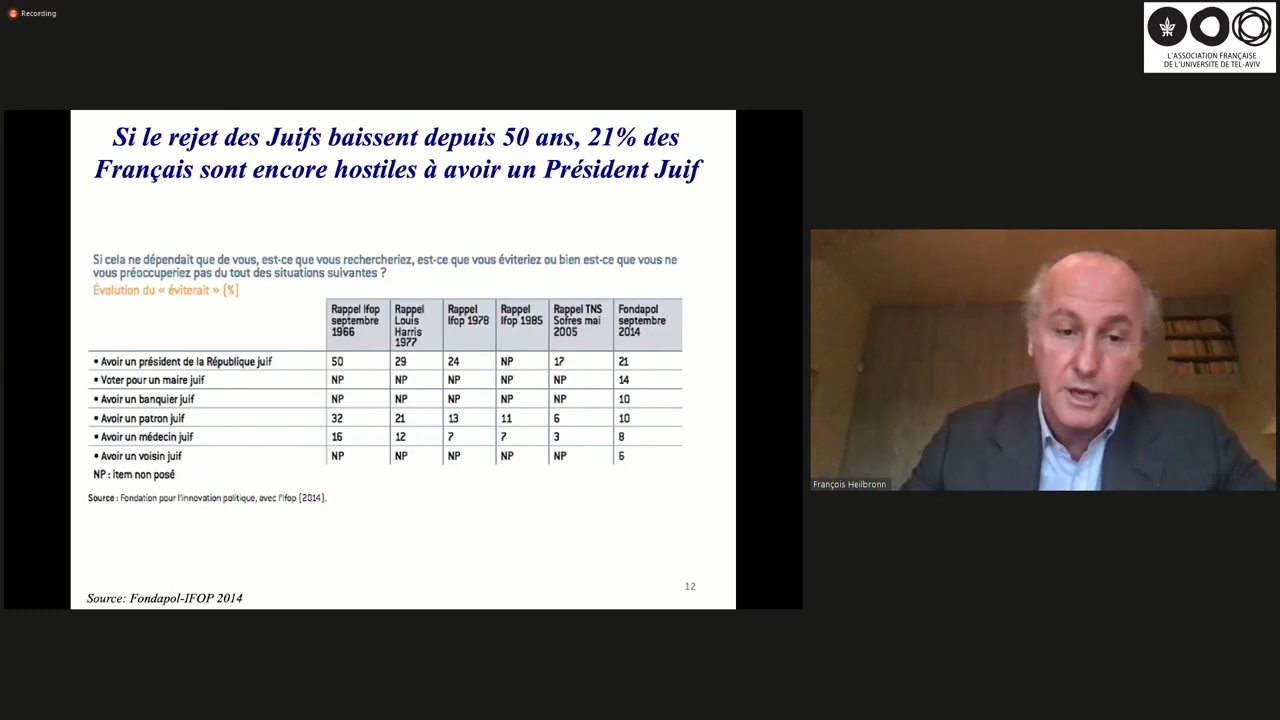 Recording
L'ASSOCIATION FRANÇAISE
DE L'UNIVERSITE DE TEL-AVIV
Si le rejet des Juifs baissent depuis 50 ans, 21% des
Français sont encore hostiles à avoir un Président Juif
Si cela ne dépendait que de vous, est-ce que vous rechercheriez, est-ce que vous éviteriez ou bien est-ce que vous ne
vous préoccuperiez pas du tout des situations suivantes ?
Évolution du « éviterait » (%)
Rappel Ifop septembre 1966 Rappel Louis Harris 1977 Rappel Ifop 1978 Rappel Ifop 1985 Rappel TNS Sofres mai 2005 Fondapol septembre 2014
• Avoir un président de la République juif 50 29 24 NP 17 21
• Voter pour un maire juif NP NP NP NP NP 14
• Avoir un banquier juif NP NP NP NP NP 10
• Avoir un patron juif 32 21 13 11 6 10
• Avoir un médecin juif 16 12 7 7 3 8
• Avoir un voisin juif NP NP NP NP NP 6
NP : item non posé
Source : Fondation pour l'innovation politique, avec l'Ifop (2014).
12
Source: Fondapol-IFOP 2014
François Heilbronn